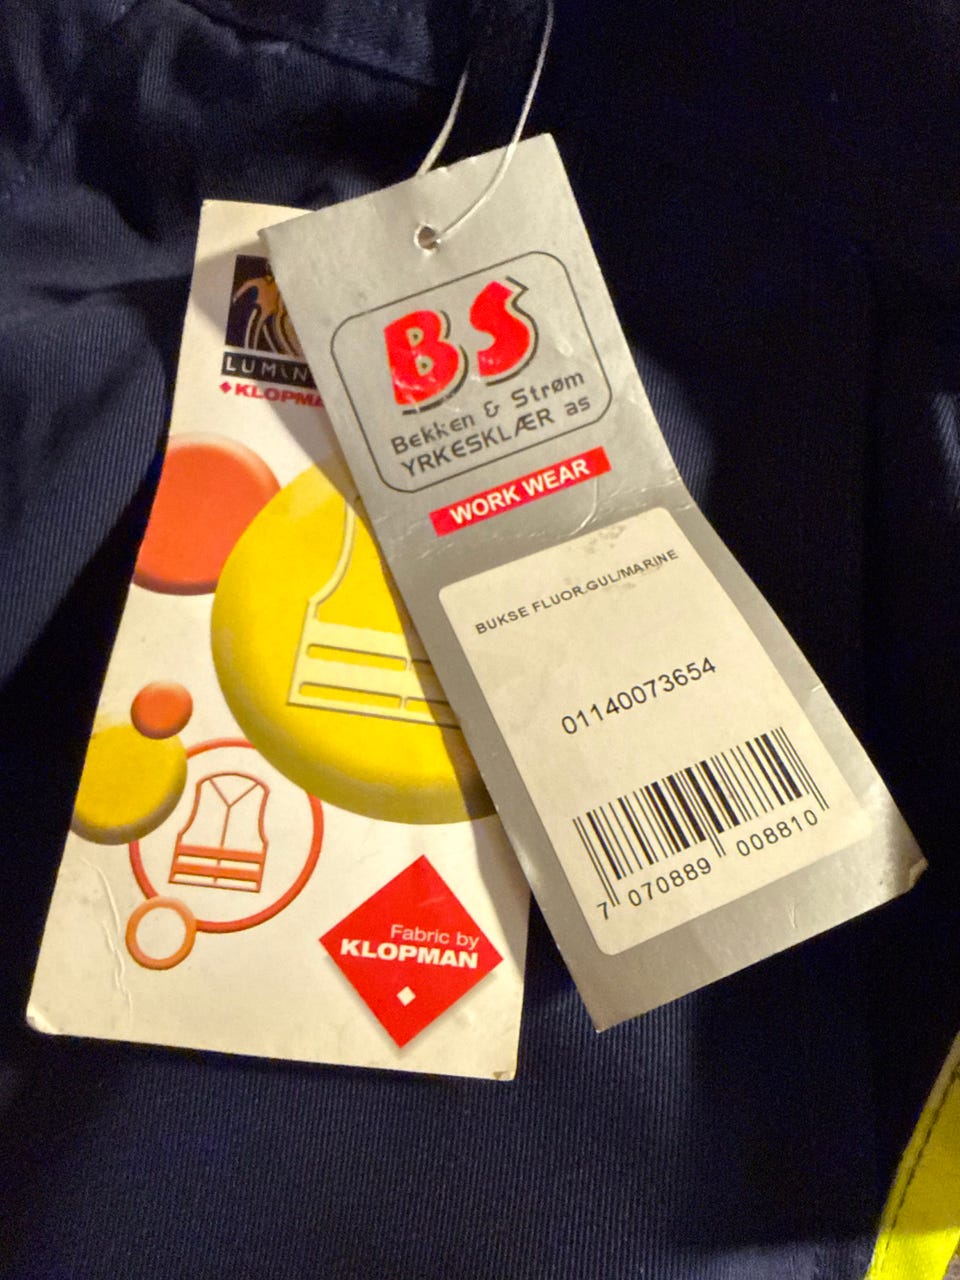 BS
Bekken & Strøm
YRKESKLÆR as
WORK WEAR
BUKSE FLUOR.GUL/MARINE
01140073654
7 070889 008810
KLOPMAN
Fabric by
KLOPMAN